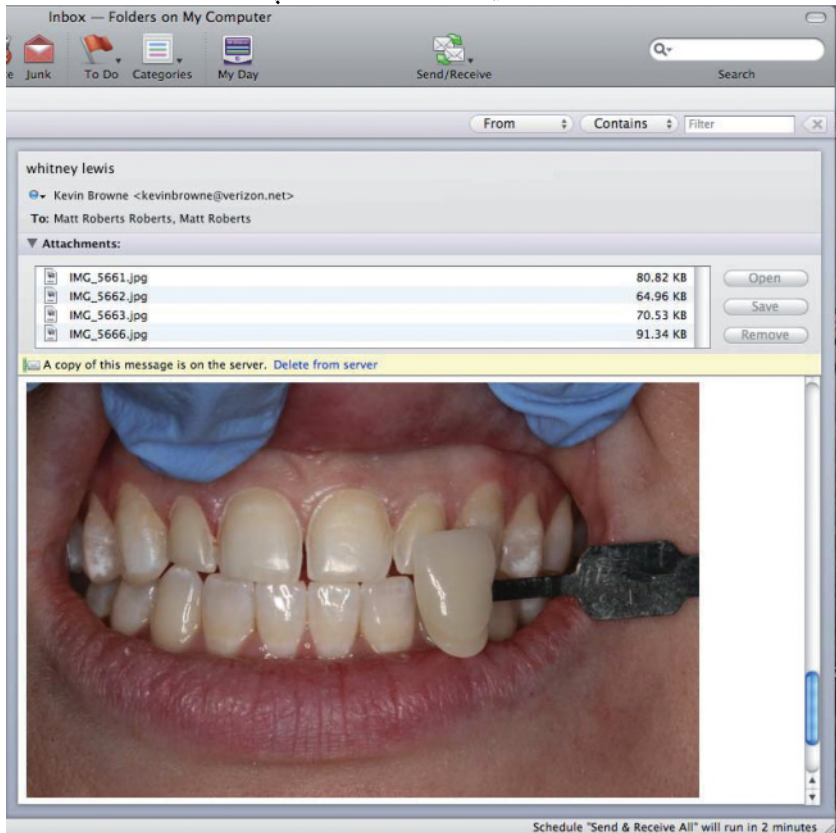 Inbox — Folders on My Computer
Junk To Do Categories My Day Send/Receive Search
From Contains Filter
whitney lewis
Kevin Browne <kevinbrowne@verizon.net>
To: Matt Roberts Roberts, Matt Roberts
Attachments:
IMG_5661.jpg 80.82 KB Open
IMG_5662.jpg 64.96 KB
IMG_5663.jpg 70.53 KB Save
IMG_5666.jpg 91.34 KB Remove
A copy of this message is on the server. Delete from server
Schedule "Send & Receive All" will run in 2 minutes